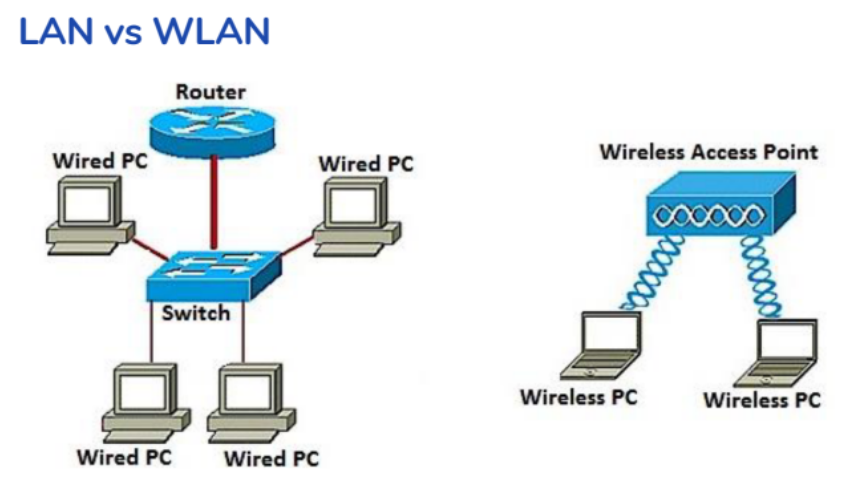 LAN vs WLAN
Router
Wired PC
Wired PC
Switch
Wired PC
Wired PC
Wireless Access Point
Wireless PC
Wireless PC